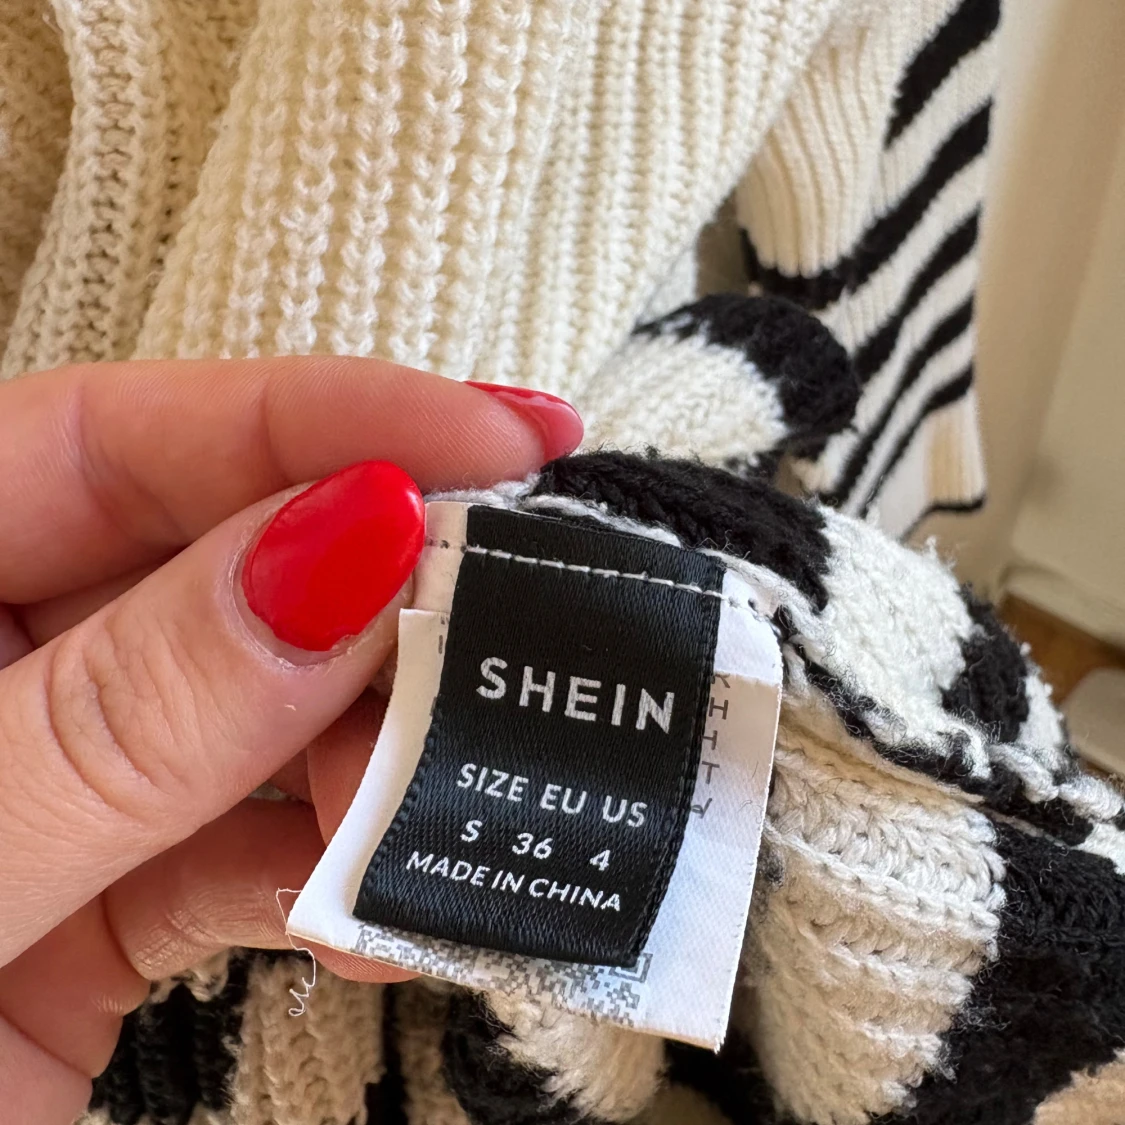 SHEIN
SIZE EU US
S 36 4
MADE IN CHINA